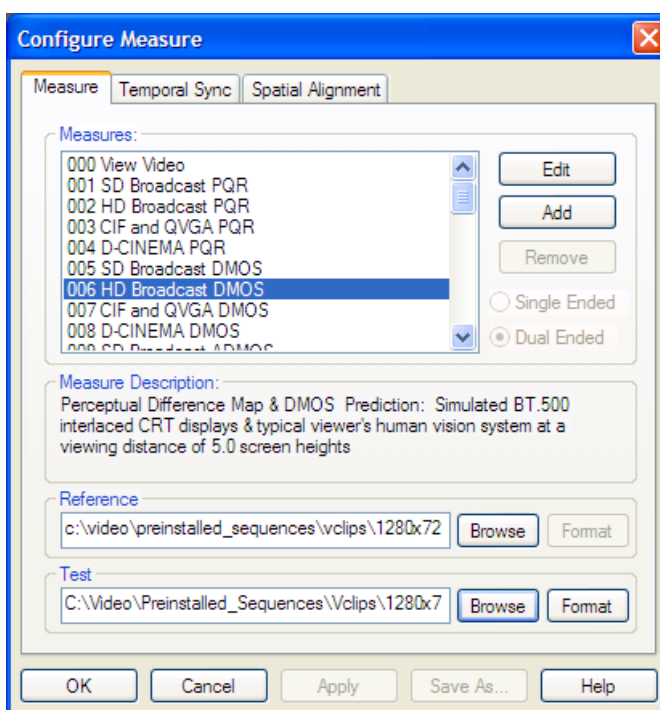 Configure Measure
Measure Temporal Sync Spatial Alignment
Measures:
000 View Video
001 SD Broadcast PQR
002 HD Broadcast PQR
003 CIF and QVGA PQR
004 D-CINEMA PQR
005 SD Broadcast DMOS
006 HD Broadcast DMOS
007 CIF and QVGA DMOS
008 D-CINEMA DMOS
009 SD Broadcast ADMOS
Edit
Add
Remove
Single Ended
Dual Ended
Measure Description:
Perceptual Difference Map & DMOS Prediction: Simulated BT.500
interlaced CRT displays & typical viewer's human vision system at a
viewing distance of 5.0 screen heights
Reference
c:\video\preinstalled_sequences\vclips\1280x72 Browse Format
Test
C:\Video\Preinstalled_Sequences\Vclips\1280x7 Browse Format
OK Cancel Apply Save As... Help